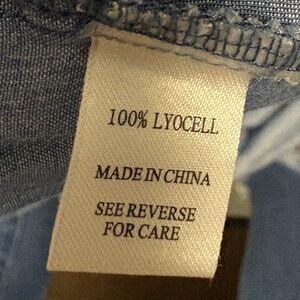 100% LYOCELL
MADE IN CHINA
SEE REVERSE
FOR CARE